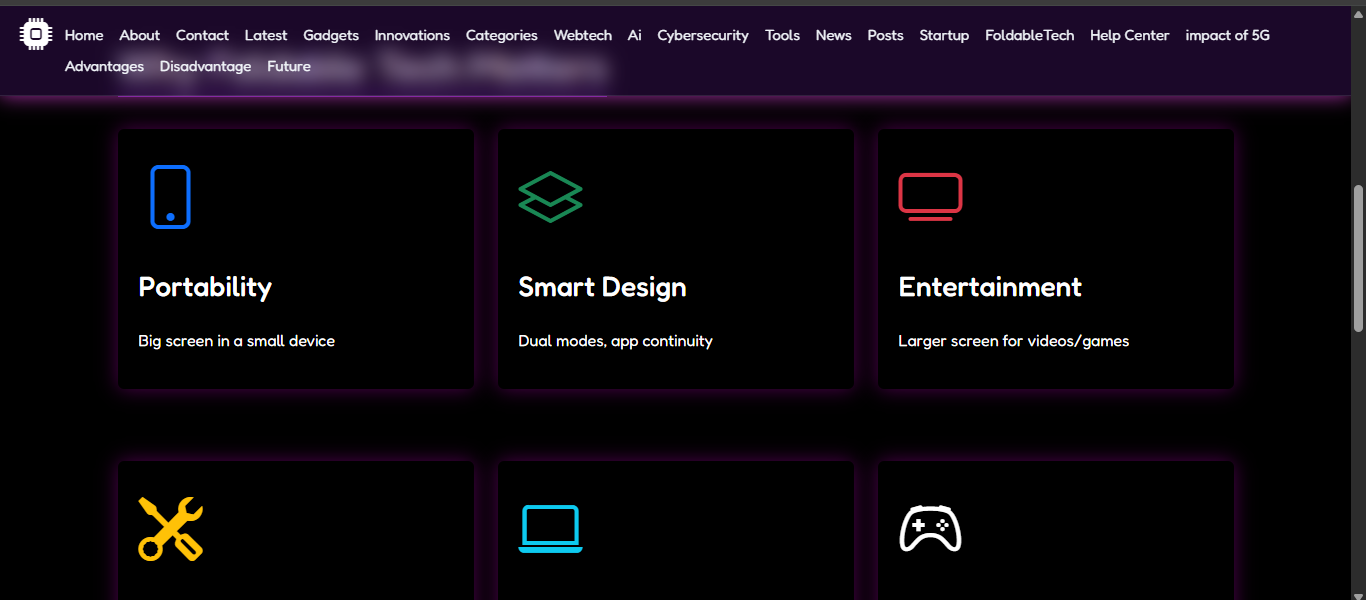 Home About Contact Latest Gadgets Innovations Categories Webtech Ai Cybersecurity Tools News Posts Startup FoldableTech Help Center impact of 5G
Advantages Disadvantage Future
Portability
Big screen in a small device
Smart Design
Dual modes, app continuity
Entertainment
Larger screen for videos/games